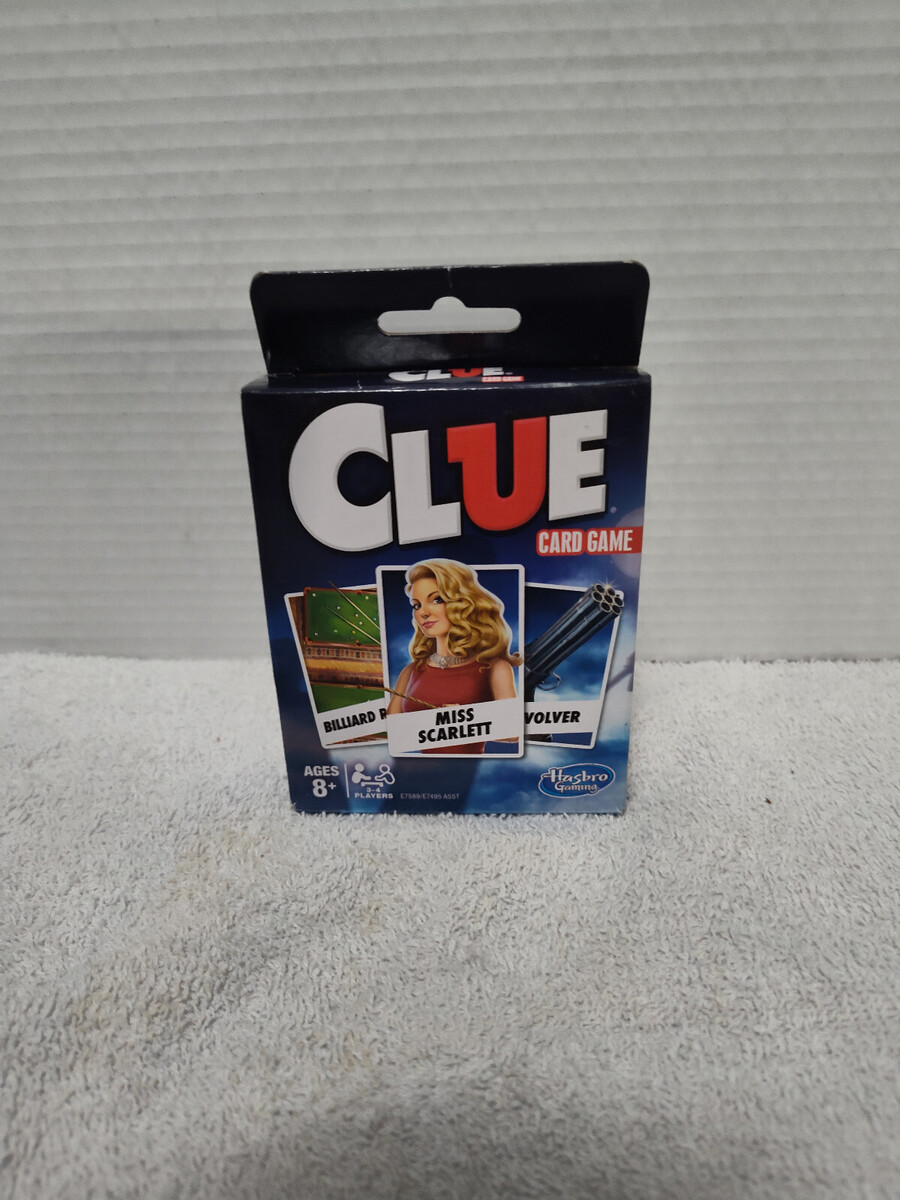 CLUE
CARD GAME
CLUE
CARD GAME
BILLIARD R
MISS
SCARLETT
VOLVER
AGES
8+
3-4
PLAYERS
E7589/E7495 ASST
Hasbro
Gaming